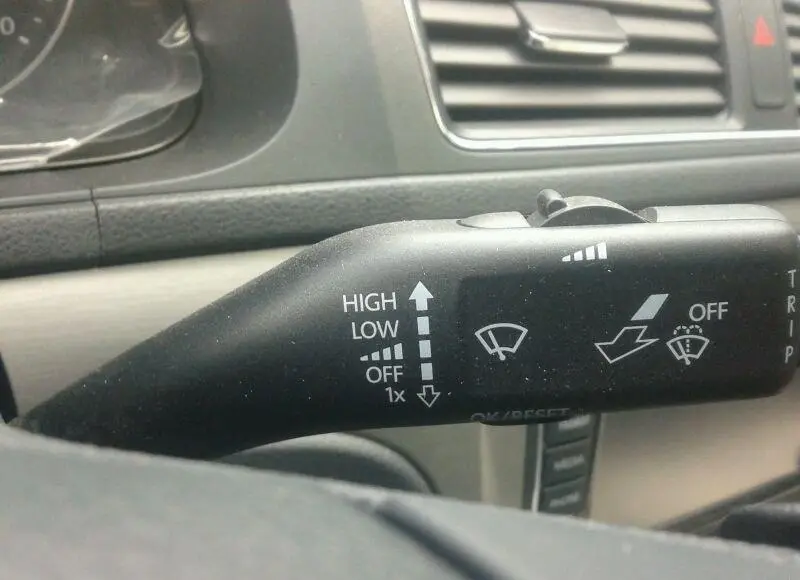 HIGH
LOW
OFF
1x
OFF
TRIP
OK/RESET